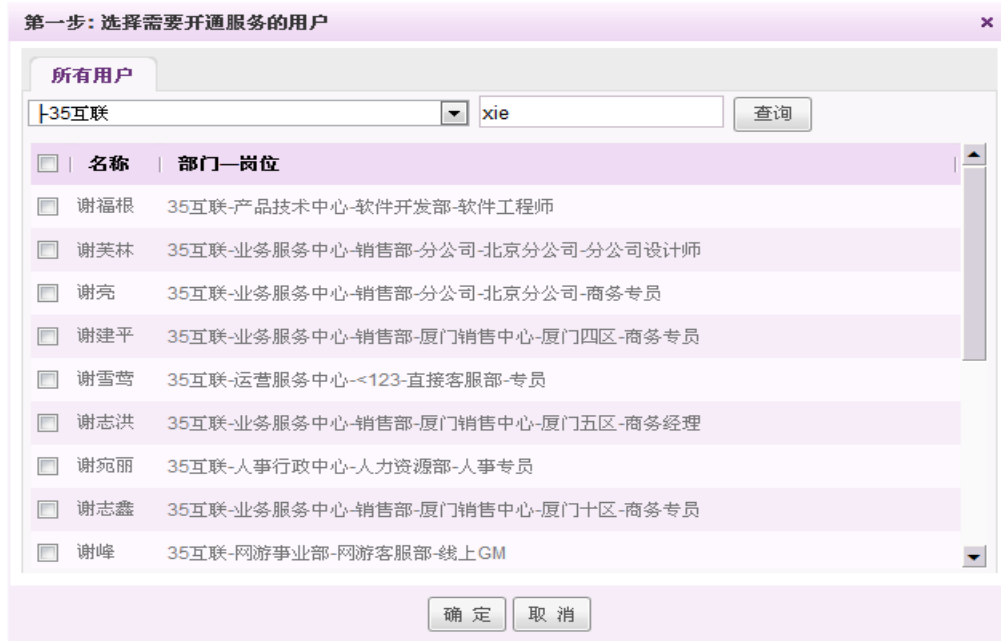 第一步: 选择需要开通服务的用户
所有用户
├35互联 xie 查询
名称 | 部门—岗位
谢福根 35互联-产品技术中心-软件开发部-软件工程师
谢芙林 35互联-业务服务中心-销售部-分公司-北京分公司-分公司设计师
谢亮 35互联-业务服务中心-销售部-分公司-北京分公司-商务专员
谢建平 35互联-业务服务中心-销售部-厦门销售中心-厦门四区-商务专员
谢雪莺 35互联-运营服务中心-<123-直接客服部-专员
谢志洪 35互联-业务服务中心-销售部-厦门销售中心-厦门五区-商务经理
谢宛丽 35互联-人事行政中心-人力资源部-人事专员
谢志鑫 35互联-业务服务中心-销售部-厦门销售中心-厦门十区-商务专员
谢峰 35互联-网游事业部-网游客服部-线上GM
确 定 取 消